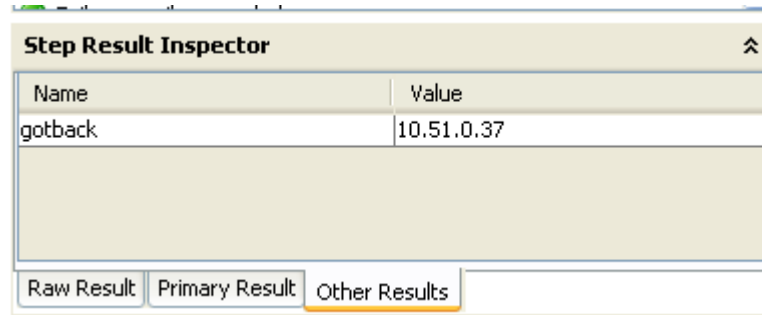 Step Result Inspector
Name Value
gotback 10.51.0.37
Raw Result Primary Result Other Results